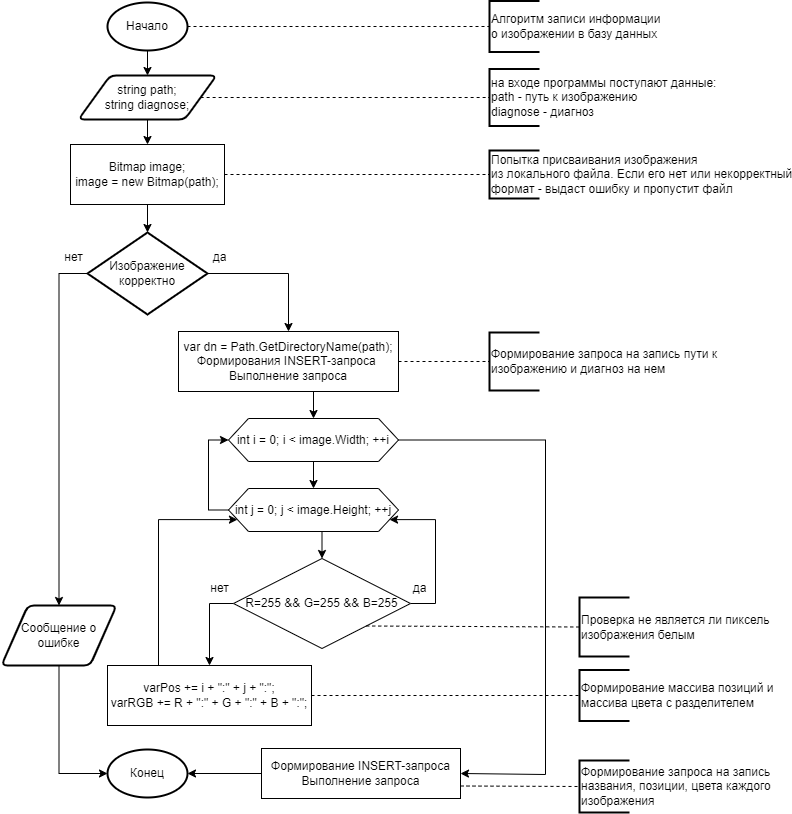 Начало
Алгоритм записи информации
о изображении в базу данных
string path;
string diagnose;
на входе программы поступают данные:
path - путь к изображению
diagnose - диагноз
Bitmap image;
image = new Bitmap(path);
Попытка присваивания изображения
из локального файла. Если его нет или некорректный
формат - выдаст ошибку и пропустит файл
нет
да
Изображение
корректно
var dn = Path.GetDirectoryName(path);
Формирования INSERT-запроса
Выполнение запроса
Формирование запроса на запись пути к
изображению и диагноз на нем
int i = 0; i < image.Width; ++i
int j = 0; j < image.Height; ++j
нет
да
R=255 && G=255 && B=255
Сообщение о
ошибке
Проверка не является ли пиксель
изображения белым
varPos += i + ":" + j + ":";
varRGB += R + ":" + G + ":" + B + ":";
Формирование массива позиций и
массива цвета с разделителем
Конец
Формирование INSERT-запроса
Выполнение запроса
Формирование запроса на запись
названия, позиции, цвета каждого
изображения